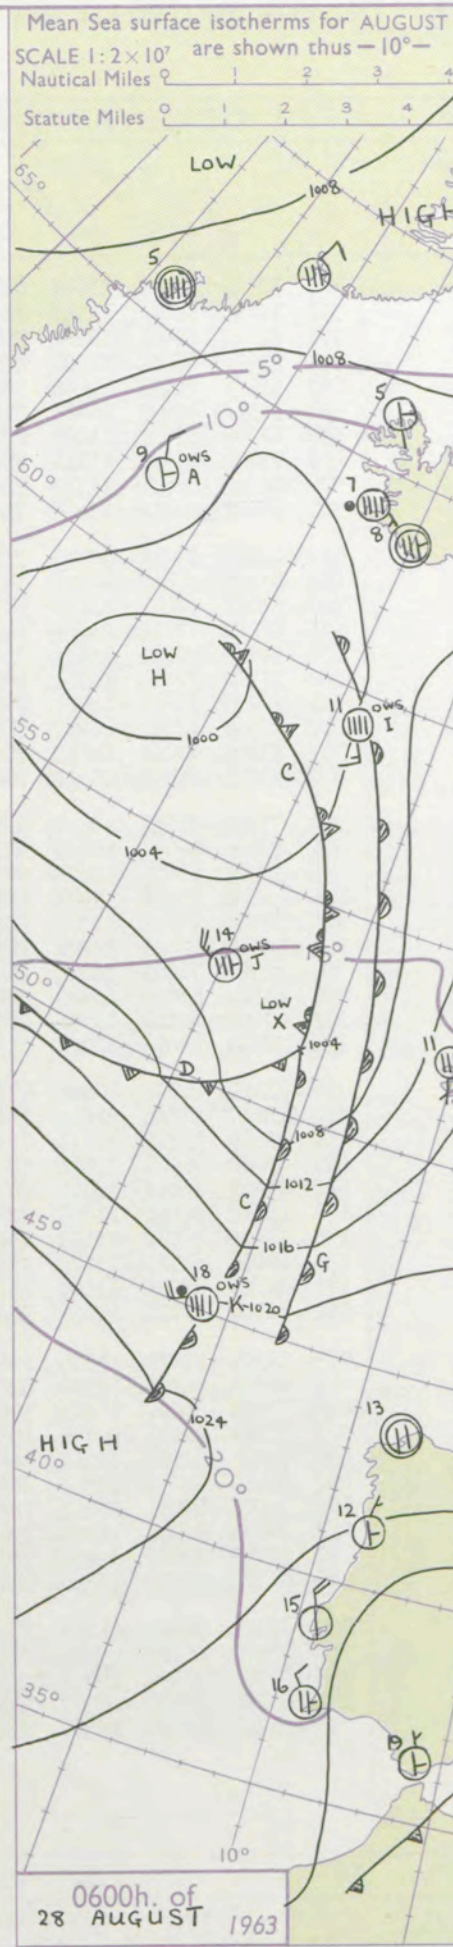 Mean Sea surface isotherms for AUGUST
SCALE 1:2×10⁷ are shown thus —10°—
Nautical Miles 0 1 2 3 4
Statute Miles 0 1 2 3 4
LOW
65°
1008
HIGH
5
1008
5°
5
10°
9 OWS
A
60°
7
8
LOW
H
11 OWS
I
1000
C
55°
1004
14 OWS
J
15°
50°
LOW
X
1004
11
D
1008
1012
C
1016
G
45°
18 OWS
K
1020
1024
13
HIGH
20°
40°
12
15
16
35°
19
10°
0600h. of
28 AUGUST 1963